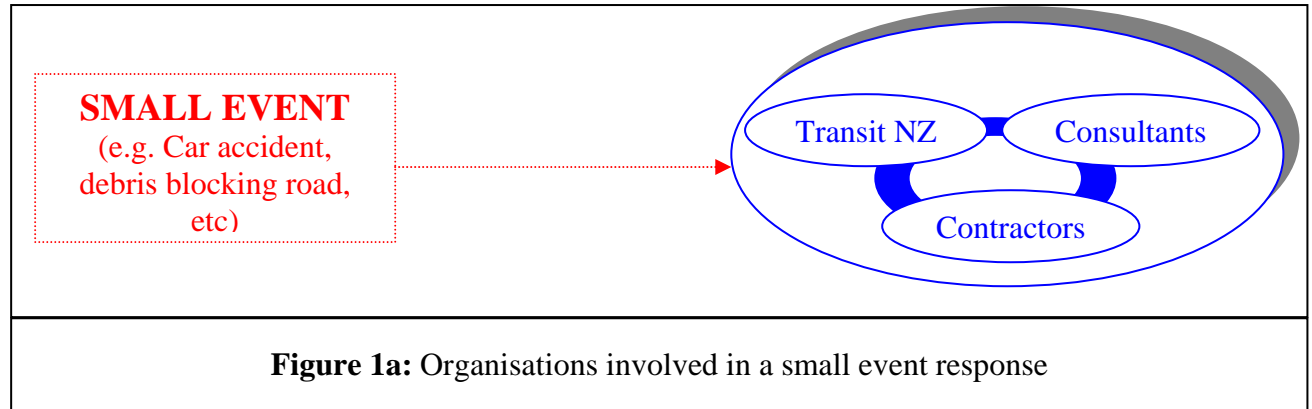 SMALL EVENT
(e.g. Car accident,
debris blocking road,
etc)
Transit NZ
Consultants
Contractors
Figure 1a: Organisations involved in a small event response